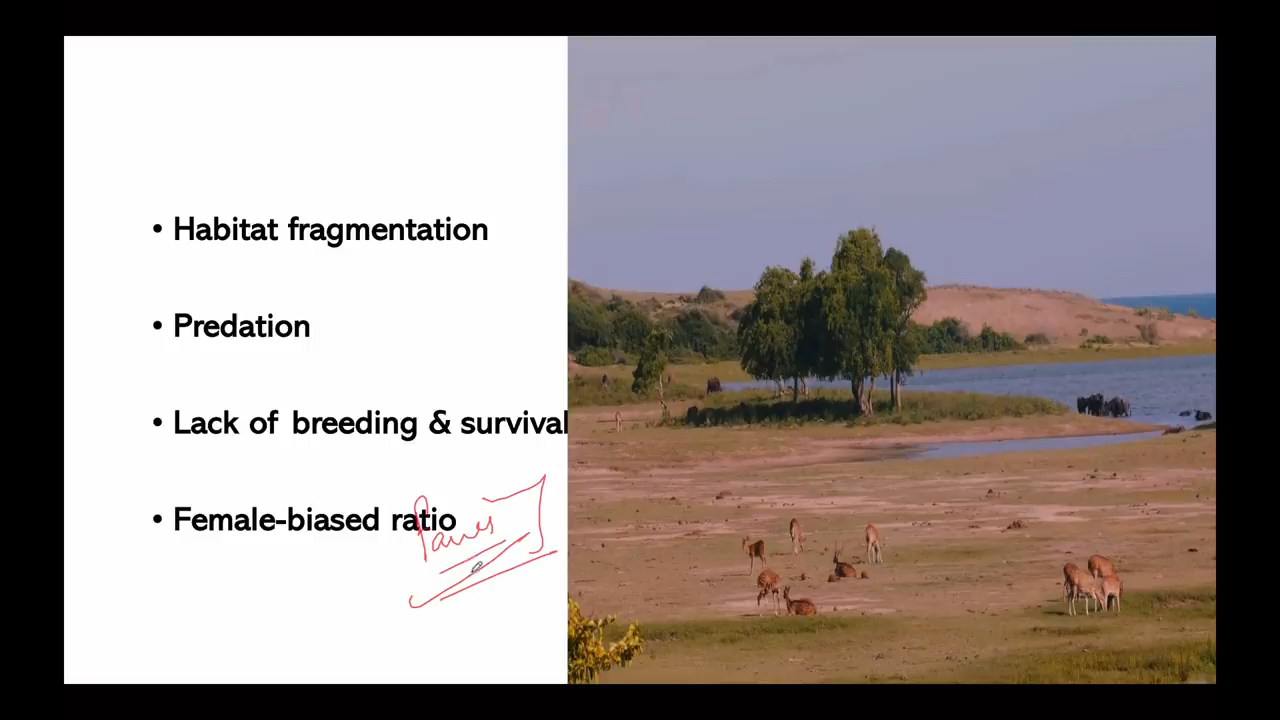 • Habitat fragmentation
• Predation
• Lack of breeding & survival
• Female-biased ratio